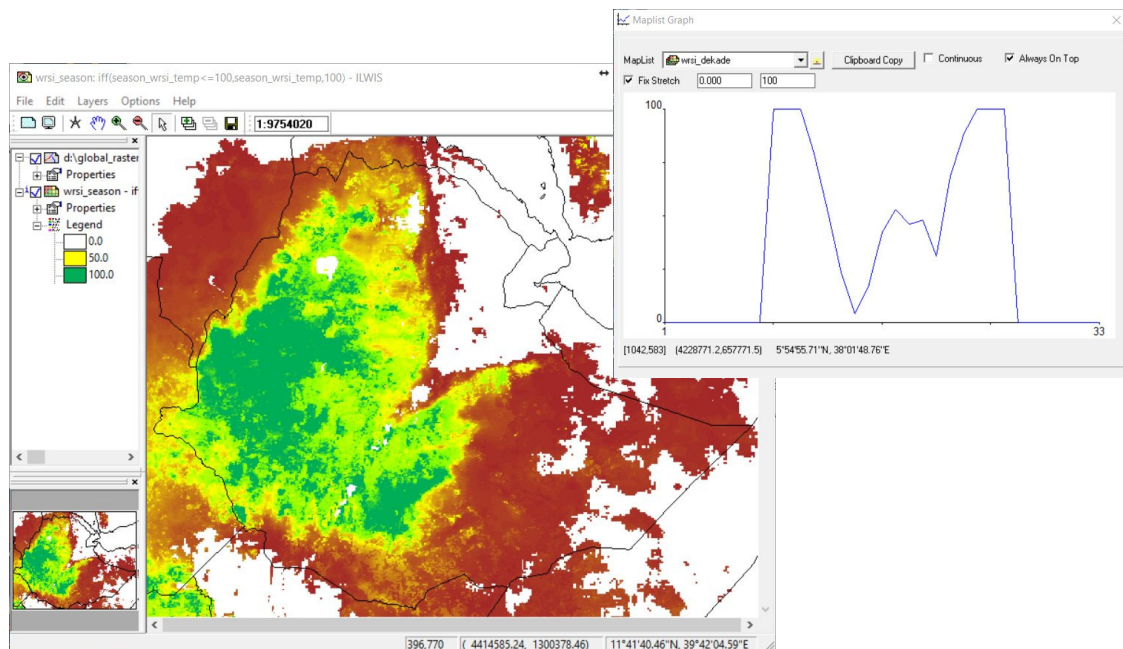 Maplist Graph
MapList wrsi_dekade Clipboard Copy Continuous Always On Top
Fix Stretch 0.000 100
100
0
1 33
[1042,583] (4228771.2,657771.5) 5°54'55.71"N, 38°01'48.76"E
wrsi_season: iff(season_wrsi_temp<=100,season_wrsi_temp,100) - ILWIS
File Edit Layers Options Help
1:9754020
d:\global_raster
Properties
wrsi_season - if
Properties
Legend
0.0
50.0
100.0
396,770 ( 4414585.24, 1300378.46) 11°41'40.46"N, 39°42'04.59"E